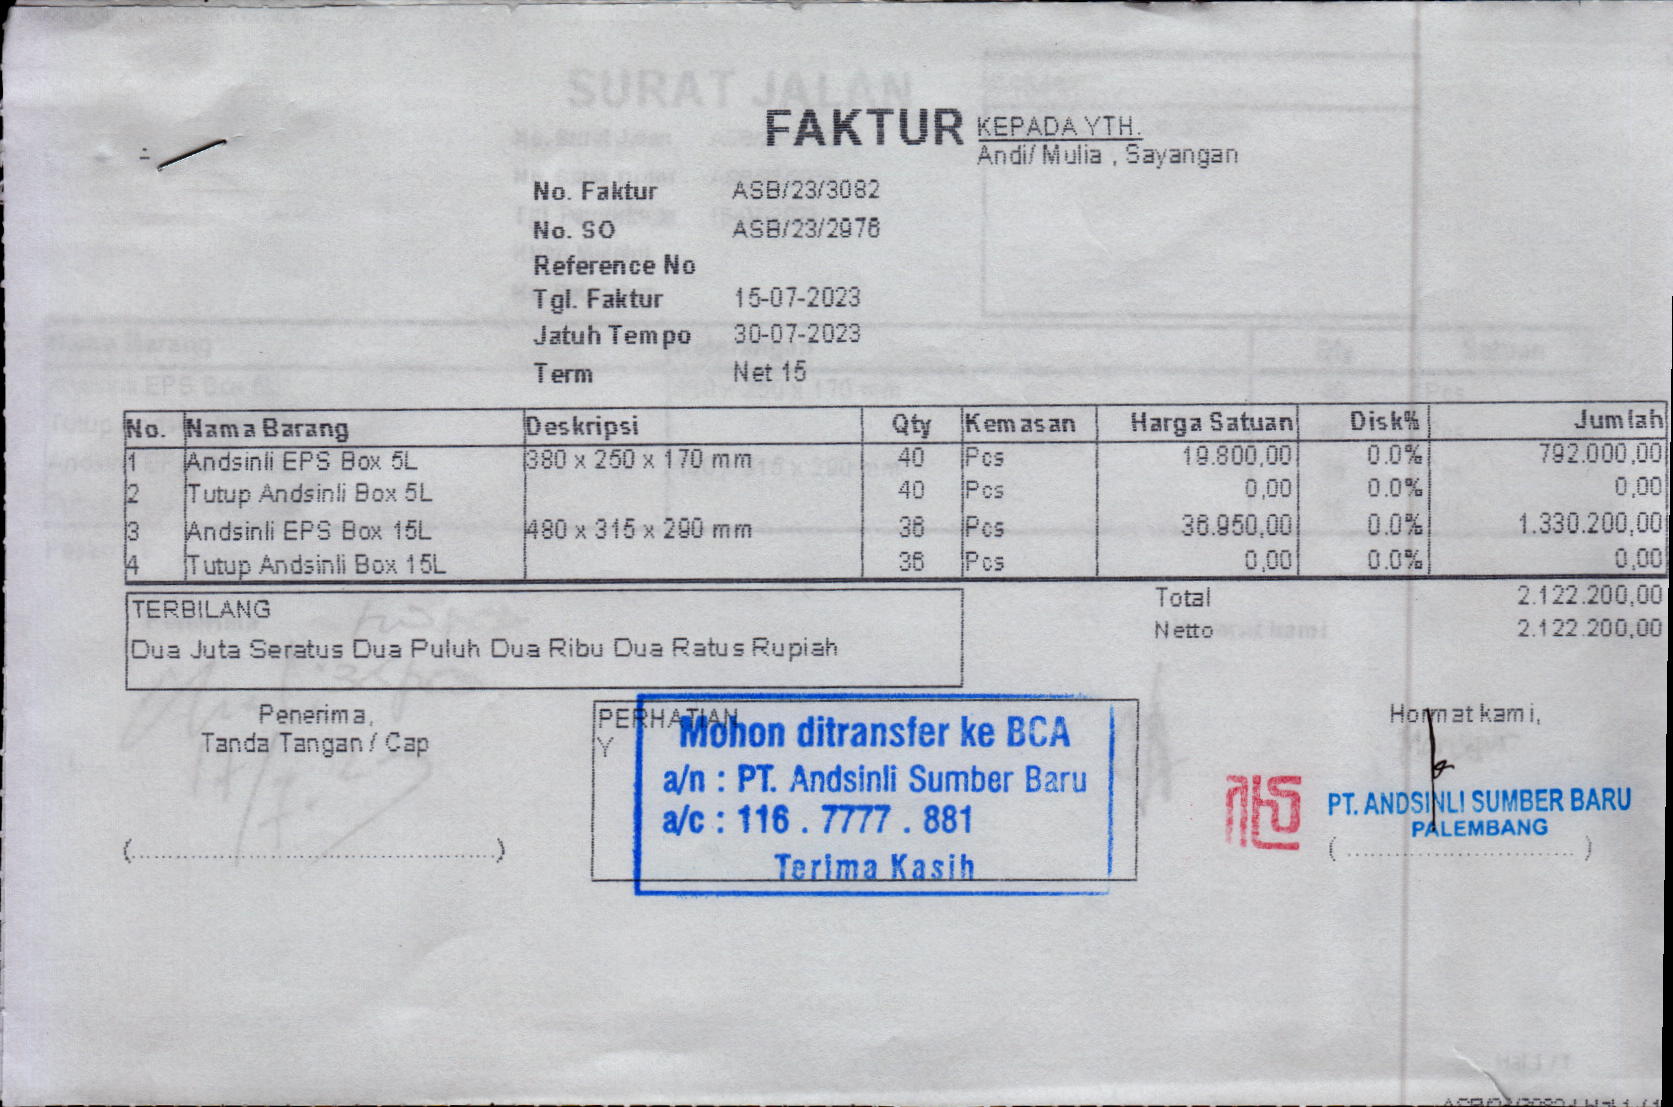 FAKTUR
KEPADA YTH.
Andi/ Mulia , Sayangan
No. Faktur ASB/23/3082
No. SO ASB/23/2976
Reference No
Tgl. Faktur 15-07-2023
Jatuh Tempo 30-07-2023
Term Net 15
No. Nama Barang Deskripsi Qty Kemasan Harga Satuan Disk% Jumlah
1 Andsinli EPS Box 5L 380 x 250 x 170 mm 40 Pcs 19.800,00 0.0% 792.000,00
2 Tutup Andsinli Box 5L 40 Pcs 0,00 0.0% 0,00
3 Andsinli EPS Box 15L 480 x 315 x 290 mm 36 Pcs 36.950,00 0.0% 1.330.200,00
4 Tutup Andsinli Box 15L 36 Pcs 0,00 0.0% 0,00
TERBILANG
Dua Juta Seratus Dua Puluh Dua Ribu Dua Ratus Rupiah
Total 2.122.200,00
Netto 2.122.200,00
Penerima,
Tanda Tangan / Cap
(....................................)
PERHATIAN
Y
Mohon ditransfer ke BCA
a/n : PT. Andsinli Sumber Baru
a/c : 116 . 7777 . 881
Terima Kasih
Hormat kami,
PT. ANDSINLI SUMBER BARU
PALEMBANG
( ............................ )